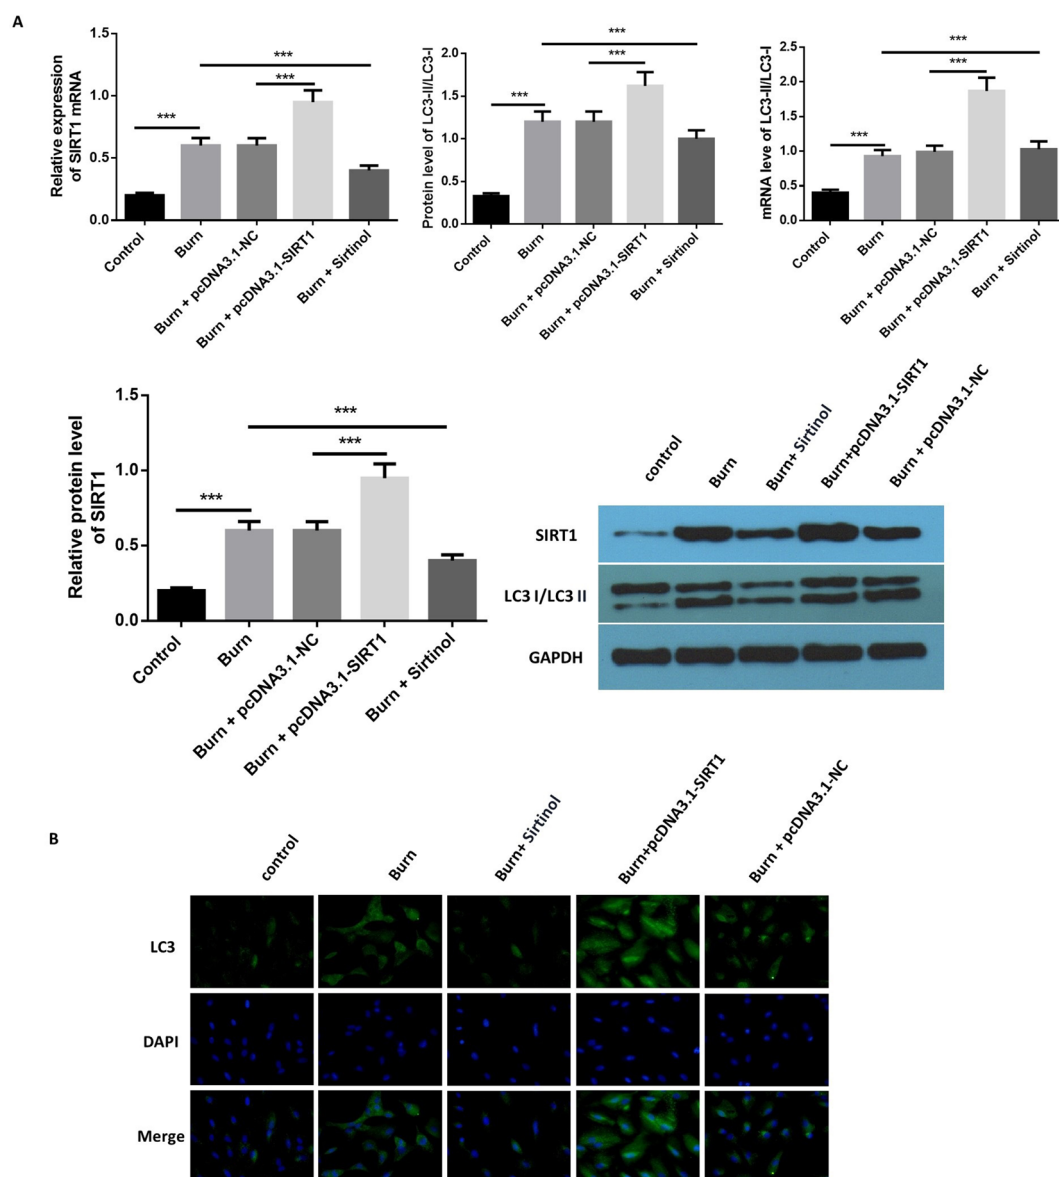 A
Relative expression
of SIRT1 mRNA
1.5
1.0
0.5
0.0
***
***
***
Control
Burn
Burn + pcDNA3.1-NC
Burn + pcDNA3.1-SIRT1
Burn + Sirtinol
Protein level of LC3-II/LC3-I
2.0
1.5
1.0
0.5
0.0
***
***
***
Control
Burn
Burn + pcDNA3.1-NC
Burn + pcDNA3.1-SIRT1
Burn + Sirtinol
mRNA level of LC3-II/LC3-I
2.5
2.0
1.5
1.0
0.5
0.0
***
***
***
Control
Burn
Burn + pcDNA3.1-NC
Burn + pcDNA3.1-SIRT1
Burn + Sirtinol
Relative protein level
of SIRT1
1.5
1.0
0.5
0.0
***
***
***
Control
Burn
Burn + pcDNA3.1-NC
Burn + pcDNA3.1-SIRT1
Burn + Sirtinol
control
Burn
Burn+ Sirtinol
Burn+pcDNA3.1-SIRT1
Burn + pcDNA3.1-NC
SIRT1
LC3 I/LC3 II
GAPDH
B
control
Burn
Burn+ Sirtinol
Burn+pcDNA3.1-SIRT1
Burn + pcDNA3.1-NC
LC3
DAPI
Merge